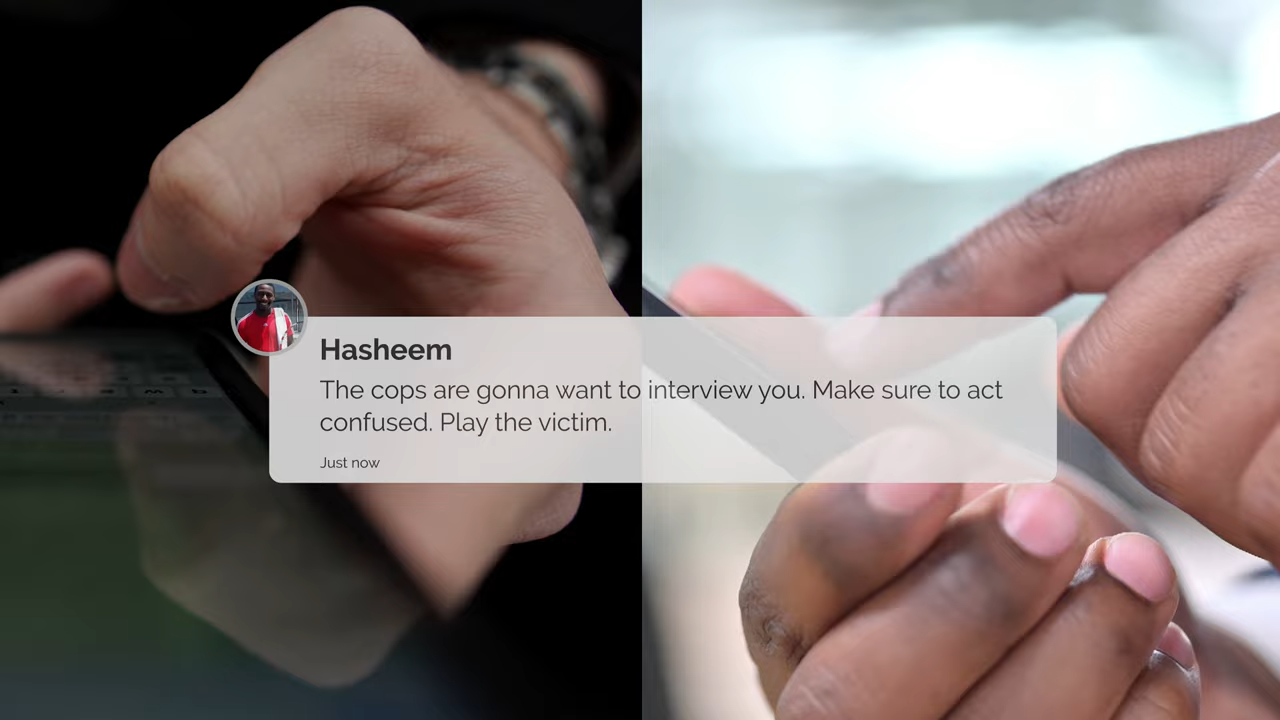 Hasheem
The cops are gonna want to interview you. Make sure to act
confused. Play the victim.
Just now